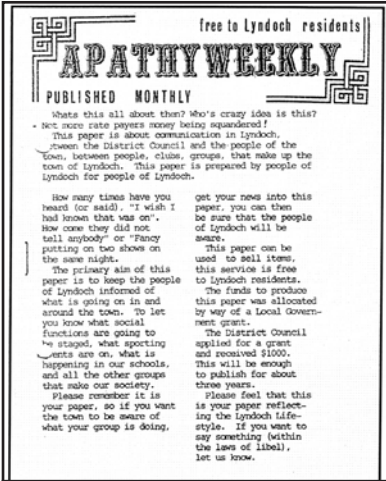 free to Lyndoch residents
APATHYWEEKLY
PUBLISHED MONTHLY
Whats this all about then? Who's crazy idea is this?
Not more rate payers money being squandered!
This paper is about communication in Lyndoch,
between the District Council and the people of the
town, between people, clubs, groups, that make up the
town of Lyndoch. This paper is prepared by people of
Lyndoch for people of Lyndoch.
How many times have you
heard (or said), "I wish I
had known that was on".
How come they did not
tell anybody" or "Fancy
putting on two shows on
the same night.
The primary aim of this
paper is to keep the people
of Lyndoch informed of
what is going on in and
around the town. To let
you know what social
functions are going to
be staged, what sporting
events are on, what is
happening in our schools,
and all the other groups
that make our society.
Please remember it is
your paper, so if you want
the town to be aware of
what your group is doing,
get your news into this
paper, you can then
be sure that the people
of Lyndoch will be
aware.
This paper can be
used to sell items,
this service is free
to Lyndoch residents.
The funds to produce
this paper was allocated
by way of a Local Govern-
ment grant.
The District Council
applied for a grant
and received $1000.
This will be enough
to publish for about
three years.
Please feel that this
is your paper reflect-
ing the Lyndoch Life-
style. If you want to
say something (within
the laws of libel),
let us know.